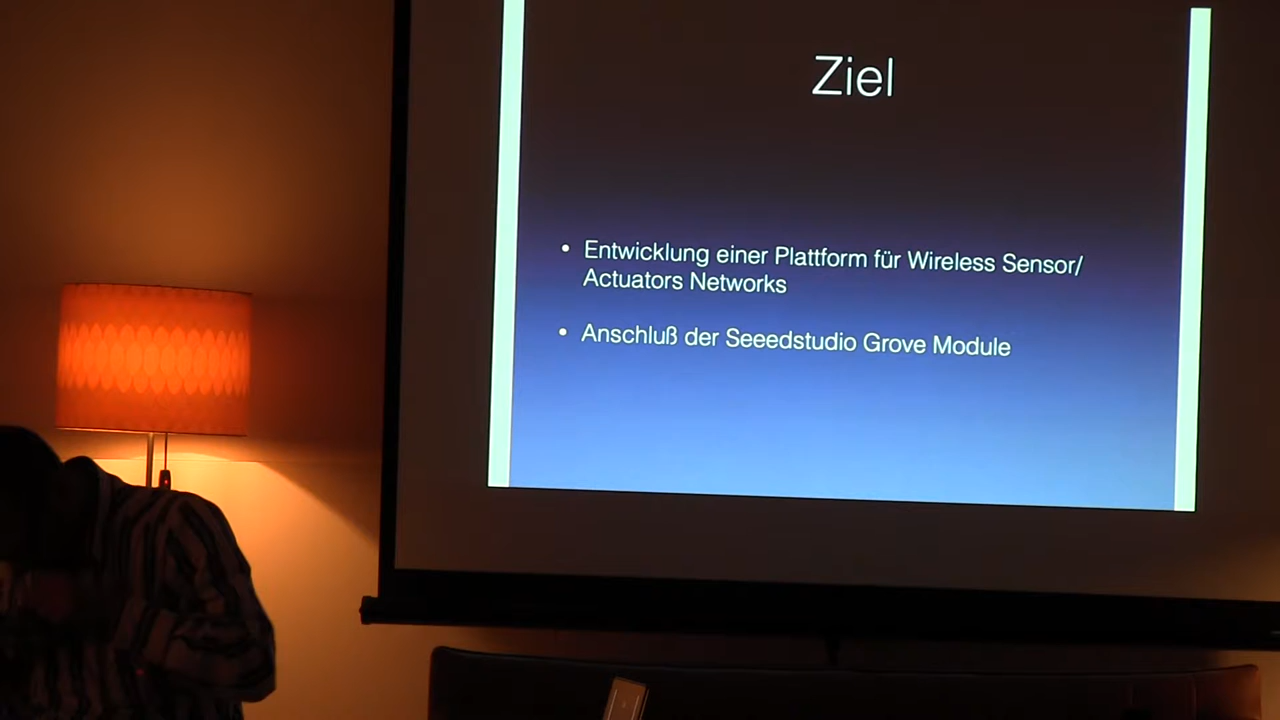 Ziel
• Entwicklung einer Plattform für Wireless Sensor/
Actuators Networks
• Anschluß der Seeedstudio Grove Module